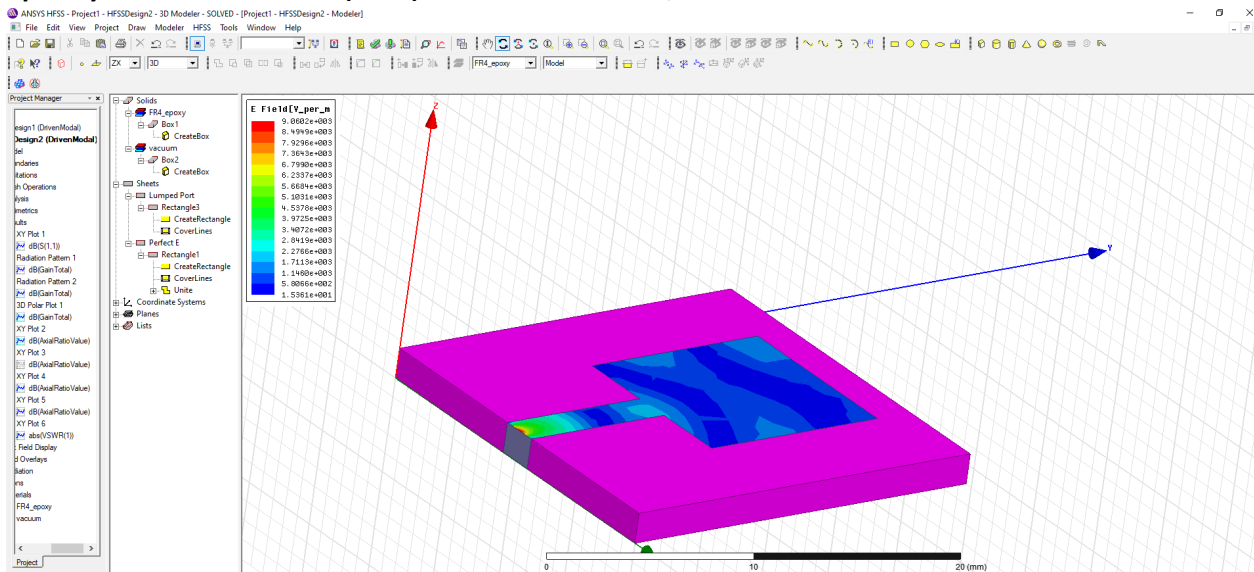 ANSYS HFSS - Project1 - HFSSDesign2 - 3D Modeler - SOLVED - [Project1 - HFSSDesign2 - Modeler]
File Edit View Project Draw Modeler HFSS Tools Window Help
ZX 3D FR4_epoxy Model
Project Manager
esign1 (DrivenModal)
Design2 (DrivenModal)
del
ndaries
itations
sh Operations
lysis
imetrics
ults
XY Plot 1
dB(S(1,1))
Radiation Pattern 1
dB(GainTotal)
Radiation Pattern 2
dB(GainTotal)
3D Polar Plot 1
dB(GainTotal)
XY Plot 2
dB(AxialRatioValue)
XY Plot 3
dB(AxialRatioValue)
XY Plot 4
dB(AxialRatioValue)
XY Plot 5
dB(AxialRatioValue)
XY Plot 6
abs(VSWR(1))
Field Display
d Overlays
liation
ns
erials
FR4_epoxy
vacuum
Project
Solids
FR4_epoxy
Box1
CreateBox
vacuum
Box2
CreateBox
Sheets
Lumped Port
Rectangle3
CreateRectangle
CoverLines
Perfect E
Rectangle1
CreateRectangle
CoverLines
Unite
Coordinate Systems
Planes
Lists
E Field[V_per_m
9.0602e+003
8.4949e+003
7.9296e+003
7.3643e+003
6.7990e+003
6.2337e+003
5.6684e+003
5.1031e+003
4.5378e+003
3.9725e+003
3.4072e+003
2.8419e+003
2.2766e+003
1.7113e+003
1.1460e+003
5.8066e+002
1.5361e+001
Z
Y
0 10 20 (mm)